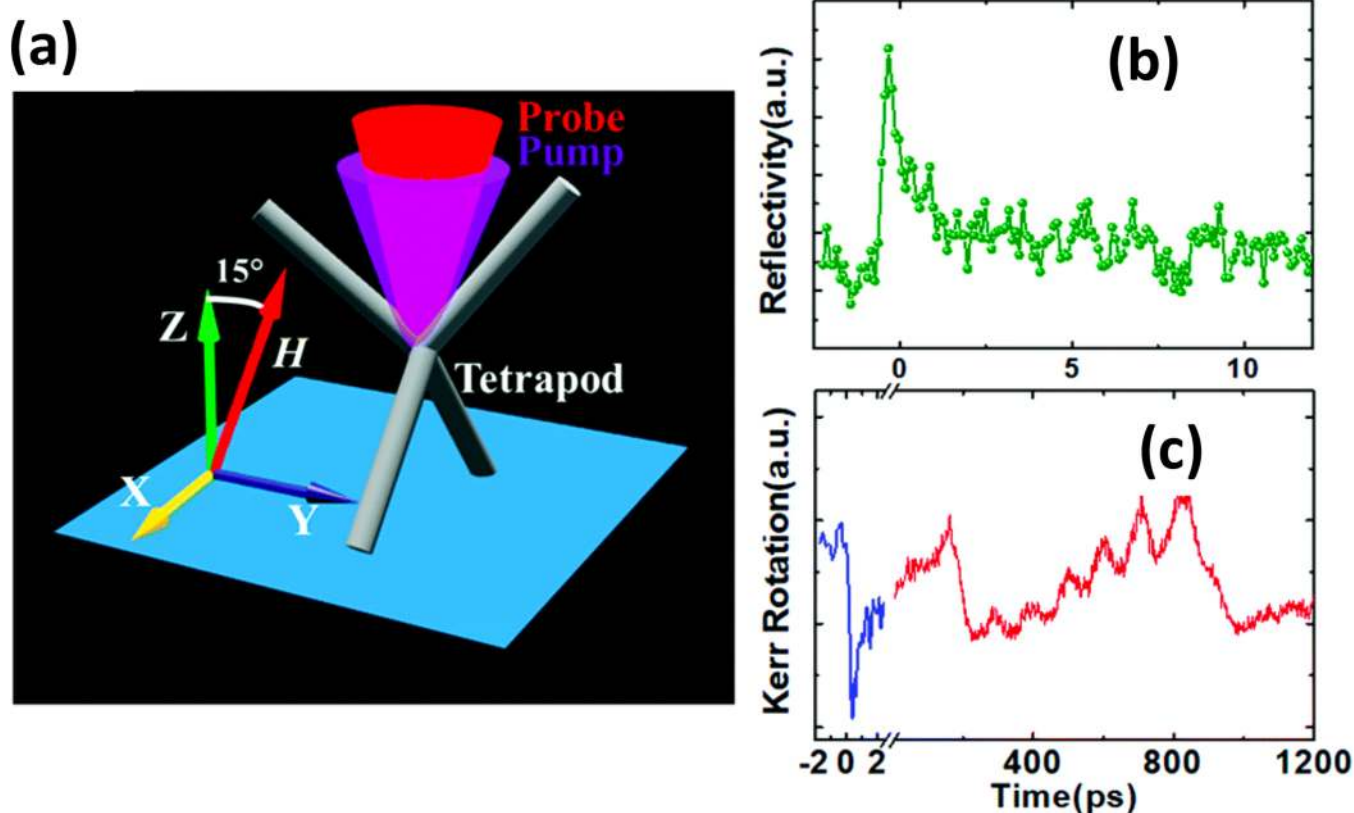 (a)
Probe
Pump
15°
Z
H
Tetrapod
X
Y
(b)
Reflectivity(a.u.)
0 5 10
(c)
Kerr Rotation(a.u.)
-2 0 2 400 800 1200
Time(ps)